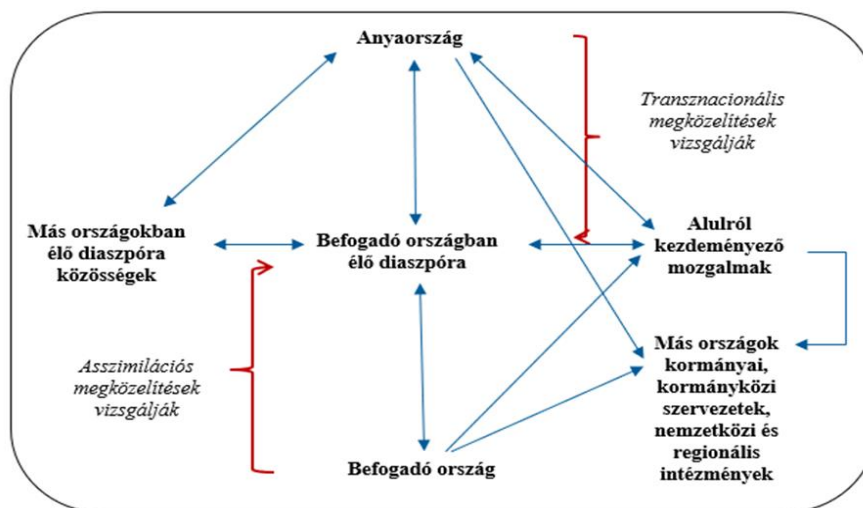 Anyaország
Transznacionális
megközelítések
vizsgálják
Más országokban
élő diaszpóra
közösségek
Befogadó országban
élő diaszpóra
Alulról
kezdeményező
mozgalmak
Asszimilációs
megközelítések
vizsgálják
Más országok
kormányai,
kormányközi
szervezetek,
nemzetközi és
regionális
intézmények
Befogadó ország